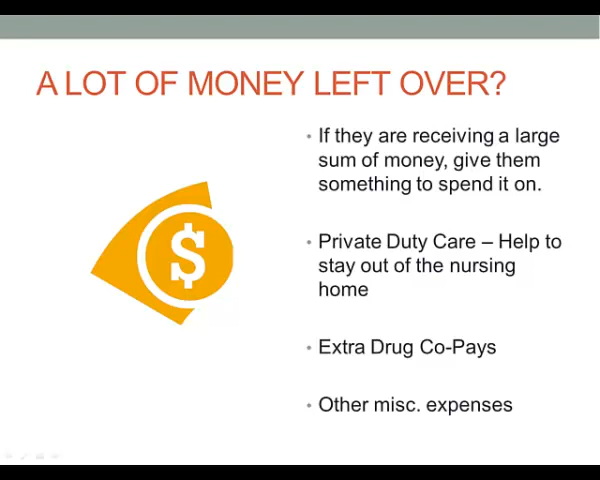 A LOT OF MONEY LEFT OVER?
$
• If they are receiving a large
sum of money, give them
something to spend it on.
• Private Duty Care – Help to
stay out of the nursing
home
• Extra Drug Co-Pays
• Other misc. expenses